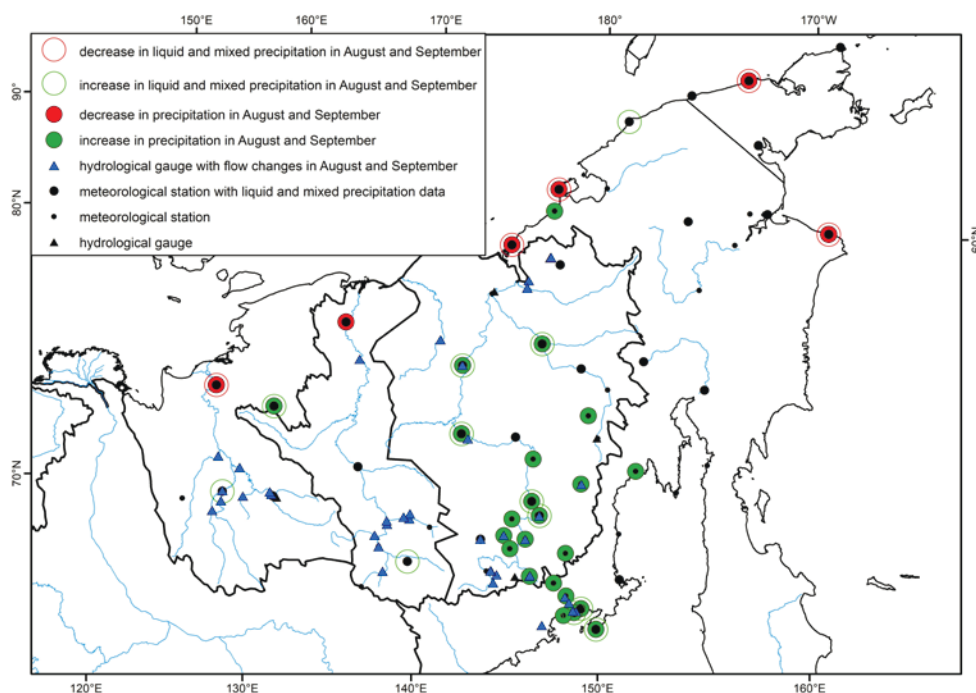 150°E 160°E 170°E 180° 170°W
decrease in liquid and mixed precipitation in August and September
increase in liquid and mixed precipitation in August and September
decrease in precipitation in August and September
increase in precipitation in August and September
hydrological gauge with flow changes in August and September
meteorological station with liquid and mixed precipitation data
meteorological station
hydrological gauge
90°N
80°N
60°N
70°N
70°N
120°E 130°E 140°E 150°E 160°E